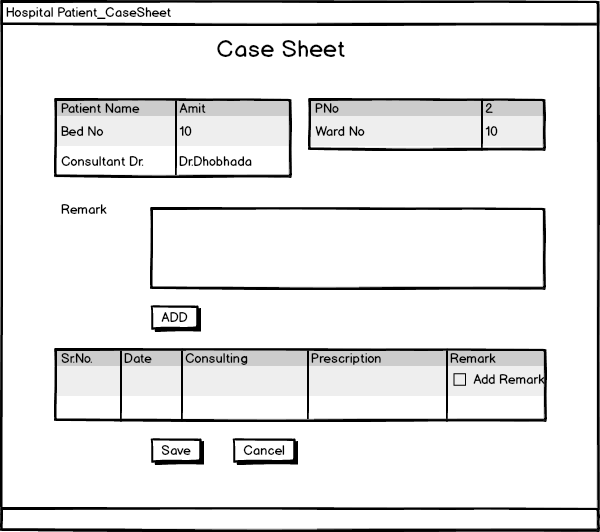 Hospital Patient_CaseSheet
Case Sheet
Patient Name Amit PNo 2
Bed No 10 Ward No 10
Consultant Dr. Dr.Dhobhada
Remark
ADD
Sr.No. Date Consulting Prescription Remark
Add Remark
Save Cancel